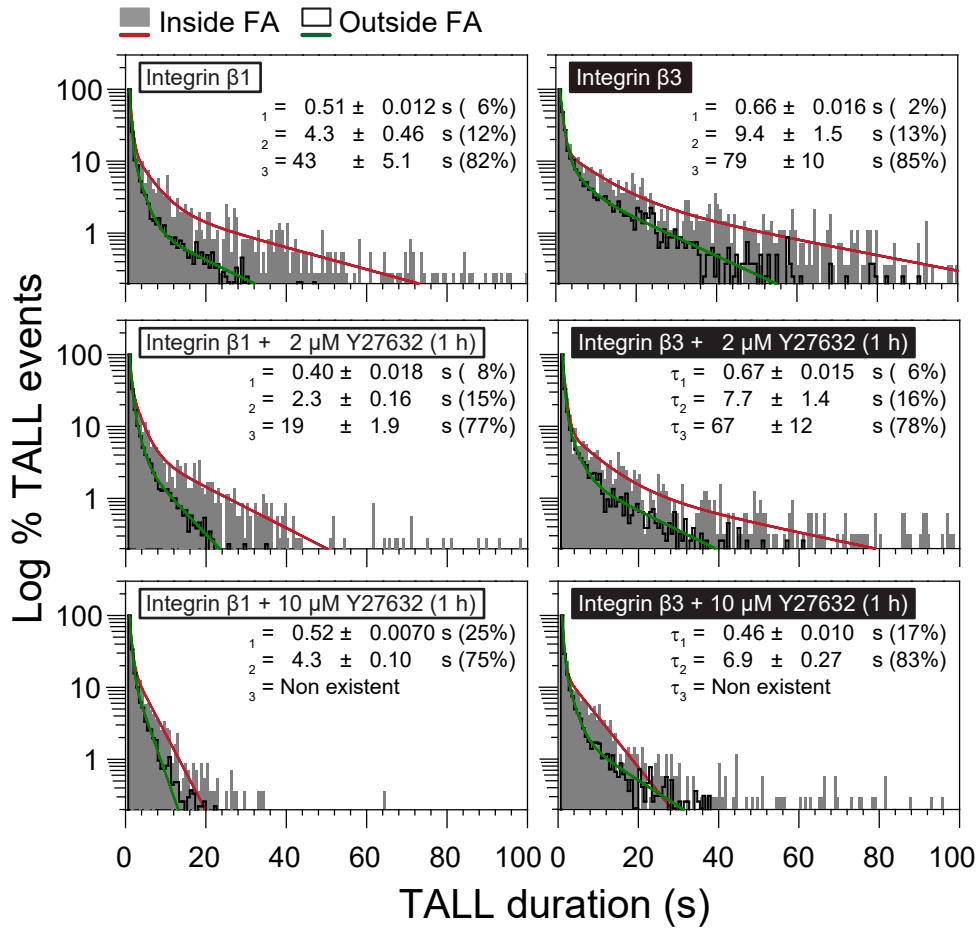 Inside FA Outside FA
Log % TALL events
Integrin β1
1 = 0.51 ± 0.012 s ( 6%)
2 = 4.3 ± 0.46 s (12%)
3 = 43 ± 5.1 s (82%)
100
10
1
Integrin β3
1 = 0.66 ± 0.016 s ( 2%)
2 = 9.4 ± 1.5 s (13%)
3 = 79 ± 10 s (85%)
Integrin β1 + 2 μM Y27632 (1 h)
1 = 0.40 ± 0.018 s ( 8%)
2 = 2.3 ± 0.16 s (15%)
3 = 19 ± 1.9 s (77%)
100
10
1
Integrin β3 + 2 μM Y27632 (1 h)
τ1 = 0.67 ± 0.015 s ( 6%)
τ2 = 7.7 ± 1.4 s (16%)
τ3 = 67 ± 12 s (78%)
Integrin β1 + 10 μM Y27632 (1 h)
1 = 0.52 ± 0.0070 s (25%)
2 = 4.3 ± 0.10 s (75%)
3 = Non existent
100
10
1
Integrin β3 + 10 μM Y27632 (1 h)
τ1 = 0.46 ± 0.010 s (17%)
τ2 = 6.9 ± 0.27 s (83%)
τ3 = Non existent
0 20 40 60 80 100 0 20 40 60 80 100
TALL duration (s)